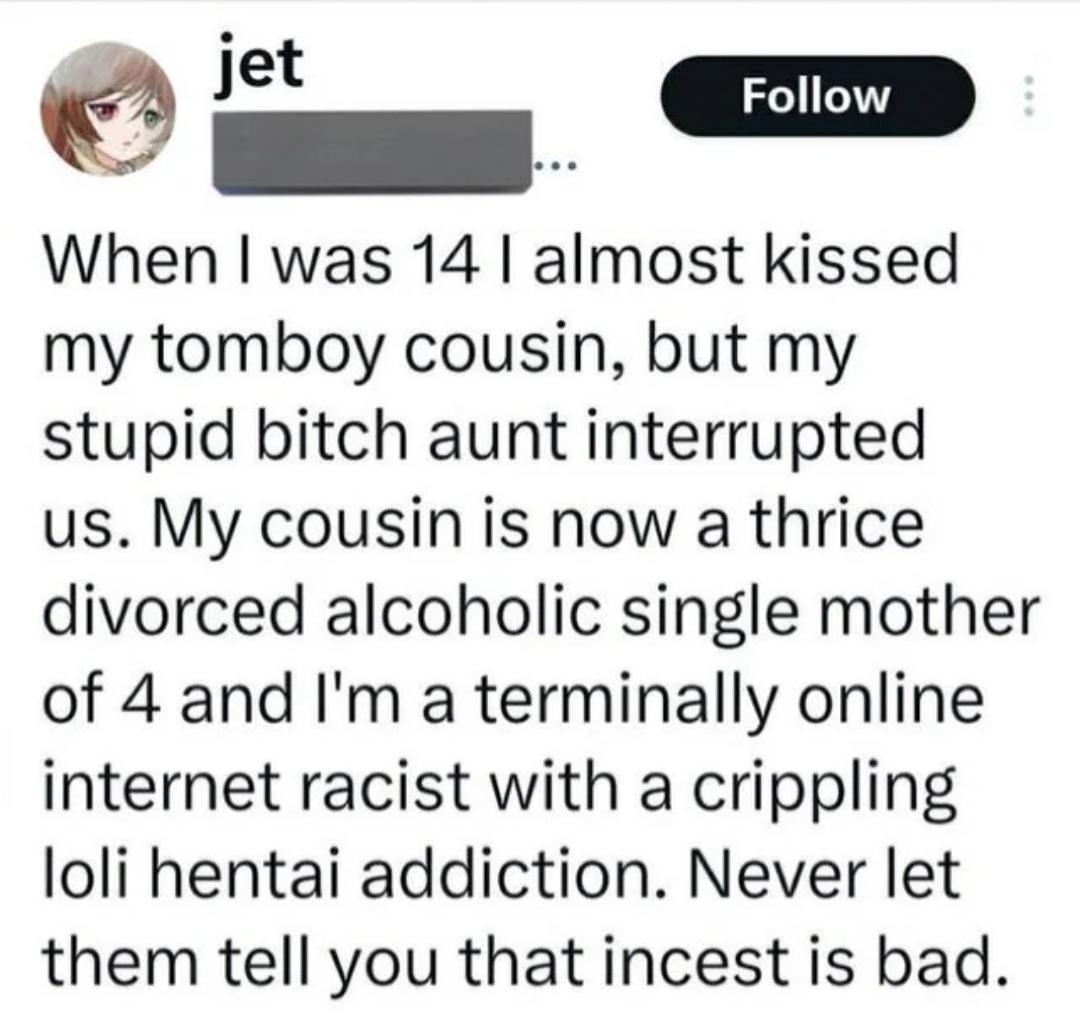 jet
Follow
...
When I was 14 I almost kissed
my tomboy cousin, but my
stupid bitch aunt interrupted
us. My cousin is now a thrice
divorced alcoholic single mother
of 4 and I'm a terminally online
internet racist with a crippling
loli hentai addiction. Never let
them tell you that incest is bad.